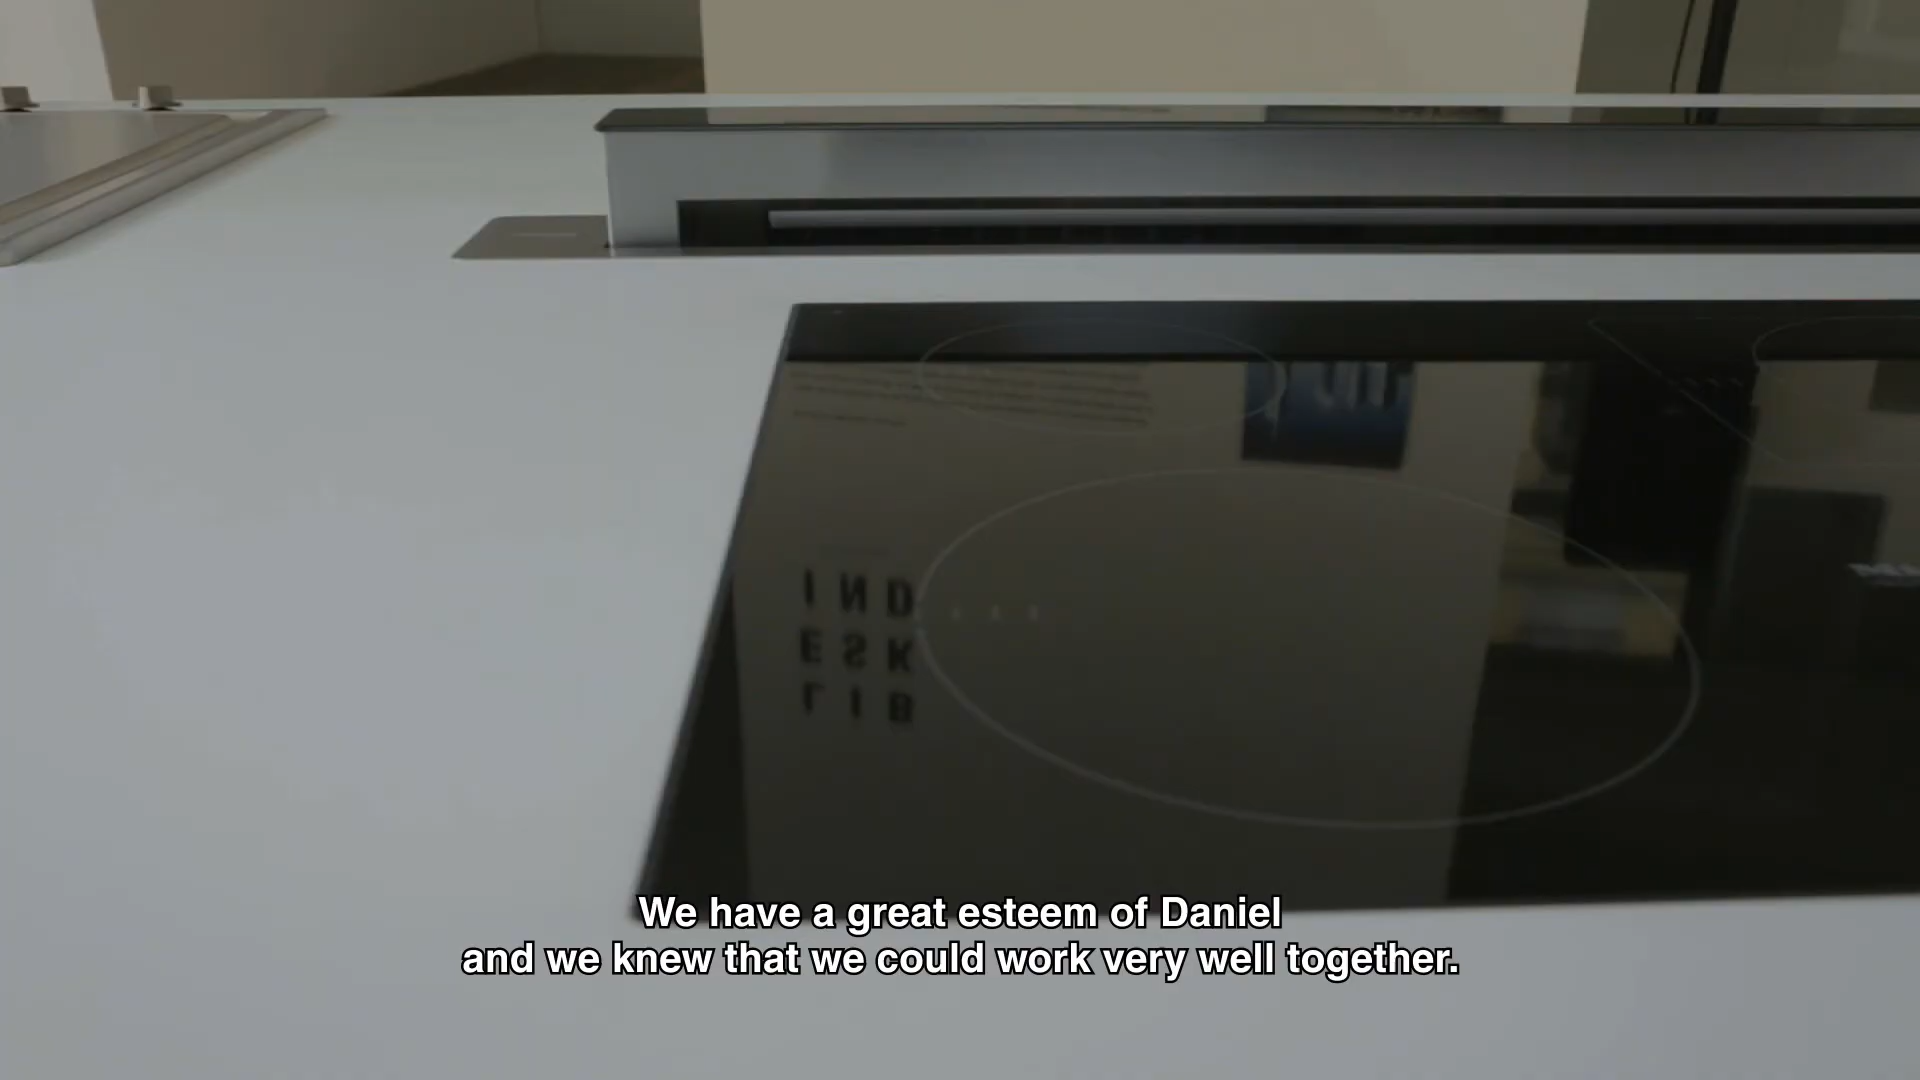 L I B
E S K
I N D
We have a great esteem of Daniel
and we knew that we could work very well together.